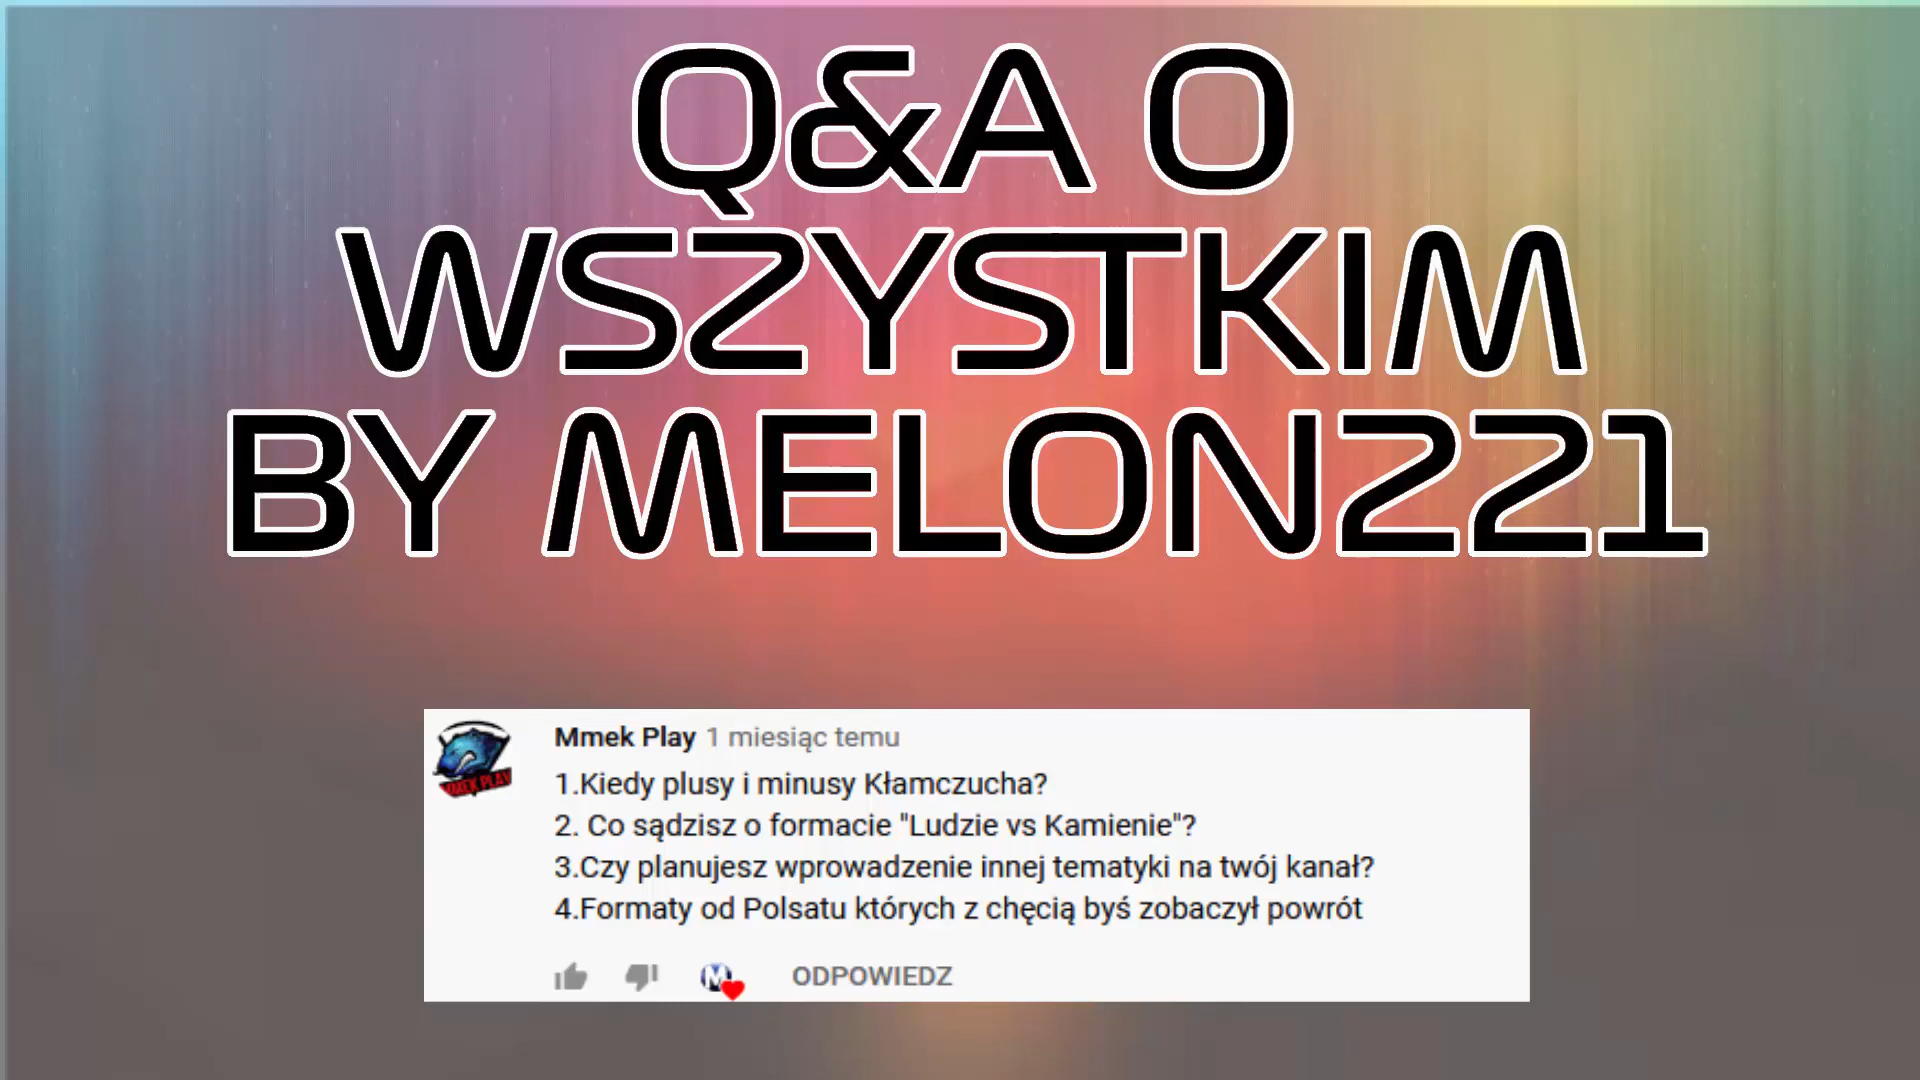 Q&A O
WSZYSTKIM
BY MELON221
Mmek Play 1 miesiąc temu
1.Kiedy plusy i minusy Kłamczucha?
2. Co sądzisz o formacie "Ludzie vs Kamienie"?
3.Czy planujesz wprowadzenie innej tematyki na twój kanał?
4.Formaty od Polsatu których z chęcią byś zobaczył powrót
MMEK PLAY
M
ODPOWIEDZ